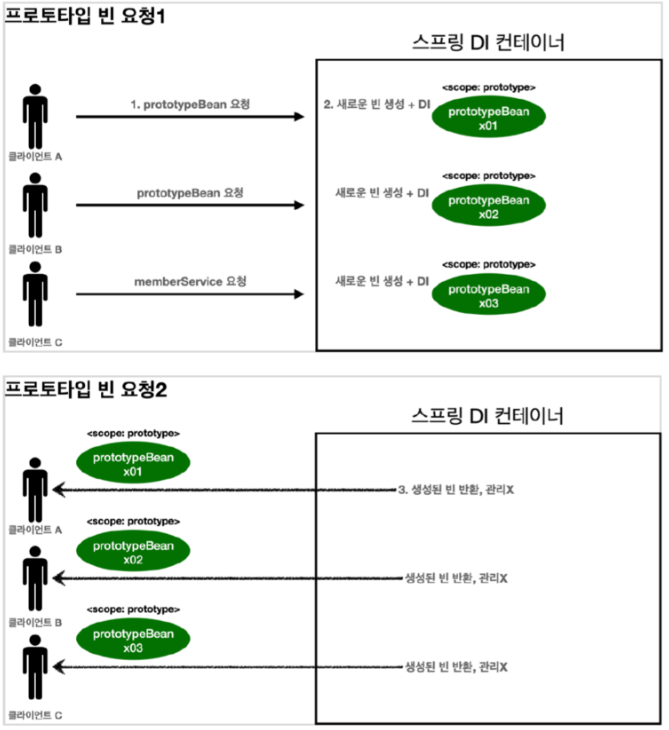 프로토타입 빈 요청1
스프링 DI 컨테이너
<scope: prototype>
1. prototypeBean 요청
2. 새로운 빈 생성 + DI
prototypeBean
x01
클라이언트 A
<scope: prototype>
prototypeBean 요청
새로운 빈 생성 + DI
prototypeBean
x02
클라이언트 B
<scope: prototype>
memberService 요청
새로운 빈 생성 + DI
prototypeBean
x03
클라이언트 C
프로토타입 빈 요청2
스프링 DI 컨테이너
<scope: prototype>
prototypeBean
x01
3. 생성된 빈 반환, 관리X
클라이언트 A
<scope: prototype>
prototypeBean
x02
생성된 빈 반환, 관리X
클라이언트 B
<scope: prototype>
prototypeBean
x03
생성된 빈 반환, 관리X
클라이언트 C